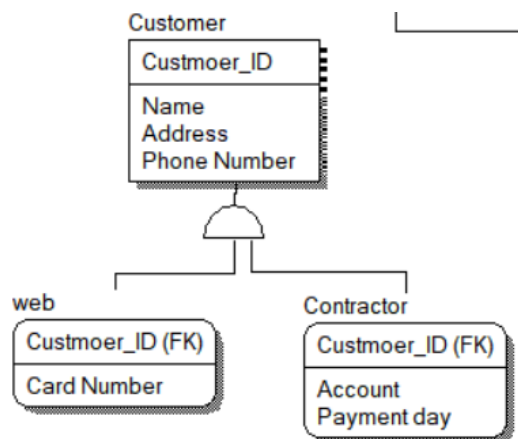 Customer
Custmoer_ID
Name
Address
Phone Number
web
Custmoer_ID (FK)
Card Number
Contractor
Custmoer_ID (FK)
Account
Payment day